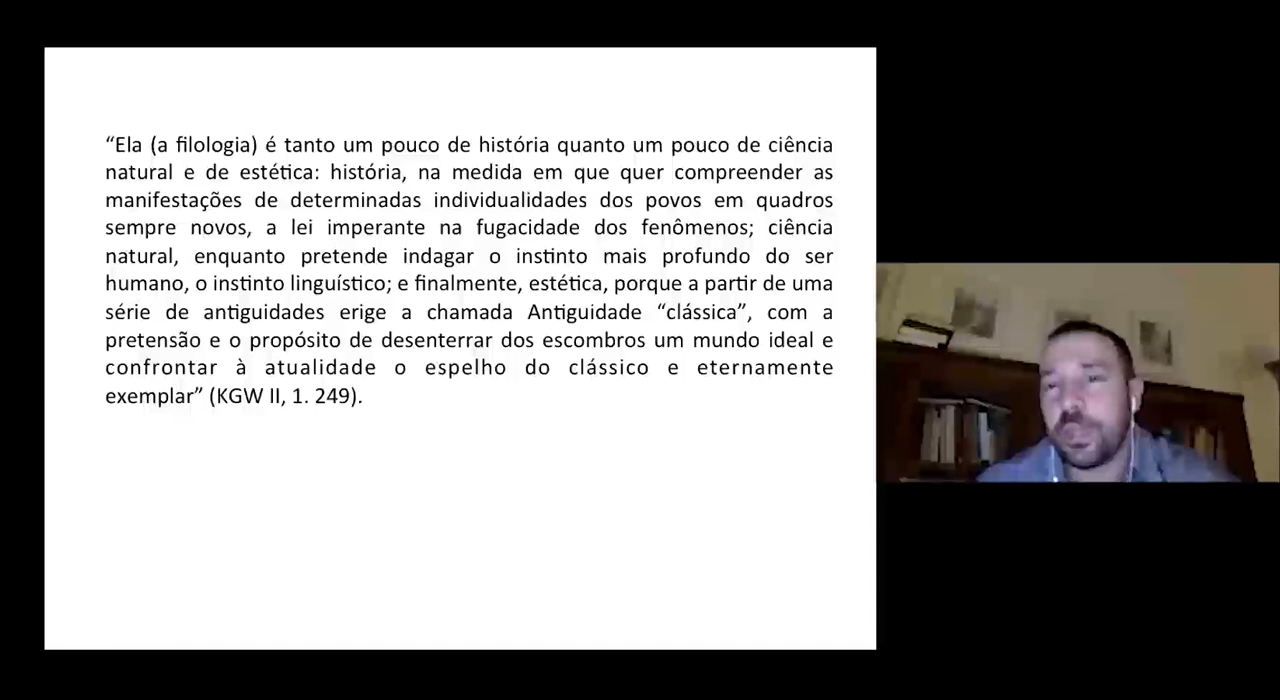 “Ela (a filologia) é tanto um pouco de história quanto um pouco de ciência
natural e de estética: história, na medida em que quer compreender as
manifestações de determinadas individualidades dos povos em quadros
sempre novos, a lei imperante na fugacidade dos fenômenos; ciência
natural, enquanto pretende indagar o instinto mais profundo do ser
humano, o instinto linguístico; e finalmente, estética, porque a partir de uma
série de antiguidades erige a chamada Antiguidade “clássica”, com a
pretensão e o propósito de desenterrar dos escombros um mundo ideal e
confrontar à atualidade o espelho do clássico e eternamente
exemplar” (KGW II, 1. 249).